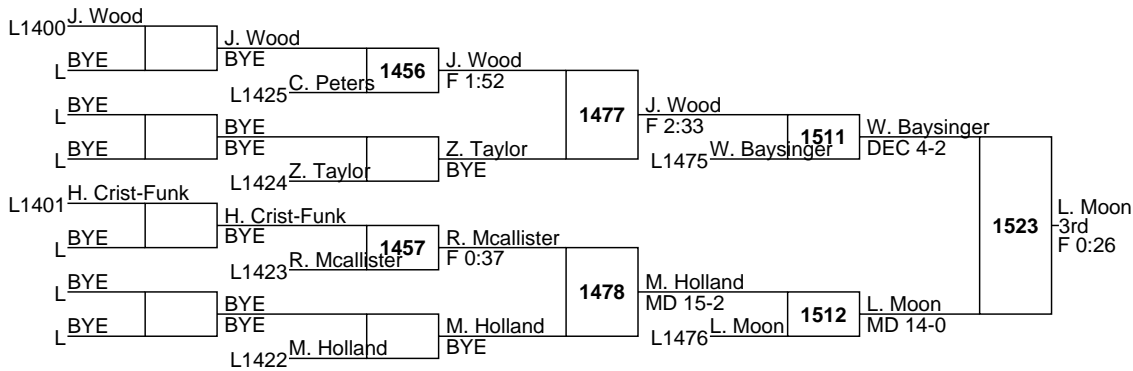 L1400 J. Wood
L BYE
J. Wood
BYE
L1425 C. Peters
1456
J. Wood
F 1:52
L BYE
L BYE
BYE
BYE
L1424 Z. Taylor
Z. Taylor
BYE
1477
J. Wood
F 2:33
L1475 W. Baysinger
1511
W. Baysinger
DEC 4-2
L1401 H. Crist-Funk
L BYE
H. Crist-Funk
BYE
L1423 R. Mcallister
1457
R. Mcallister
F 0:37
L BYE
L BYE
BYE
BYE
L1422 M. Holland
M. Holland
BYE
1478
M. Holland
MD 15-2
L1476 L. Moon
1512
L. Moon
MD 14-0
1523
L. Moon
3rd
F 0:26